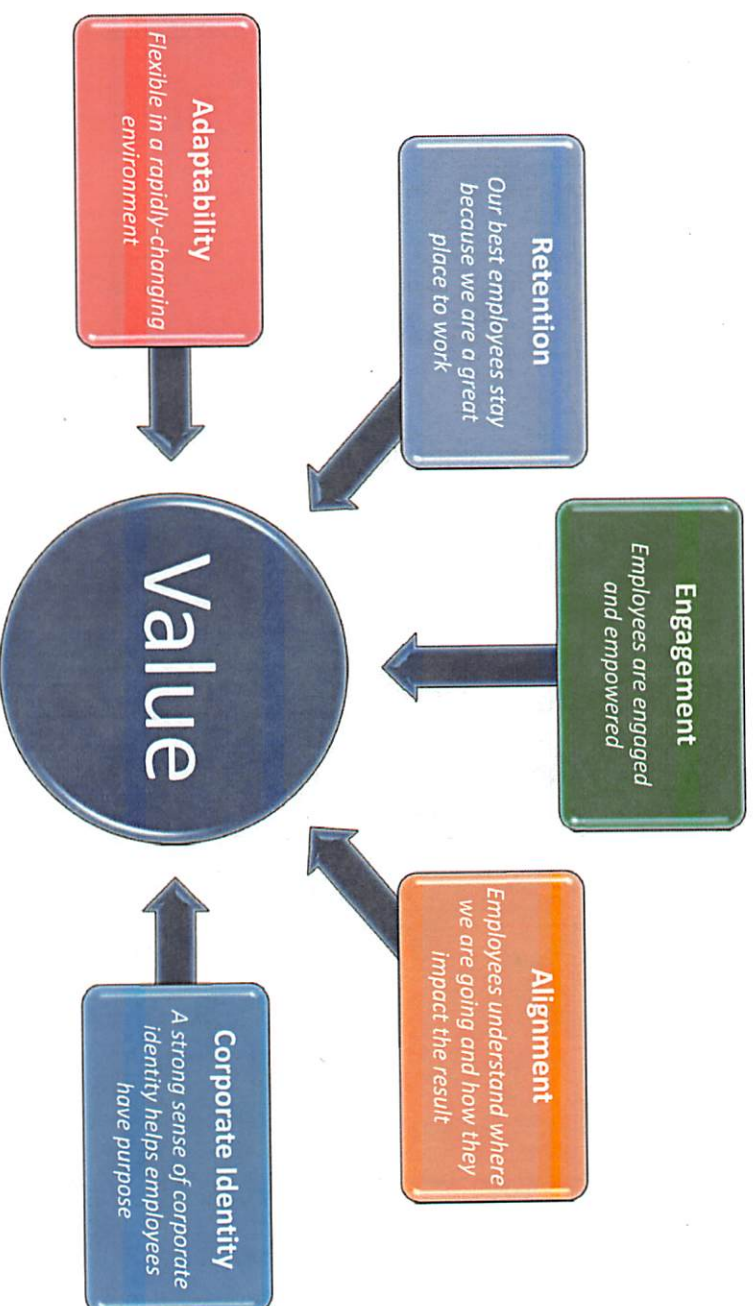 Adaptability
Flexible in a rapidly-changing
environment
Retention
Our best employees stay
because we are a great
place to work
Engagement
Employees are engaged
and empowered
Alignment
Employees understand where
we are going and how they
impact the result
Corporate Identity
A strong sense of corporate
identity helps employees
have purpose
Value